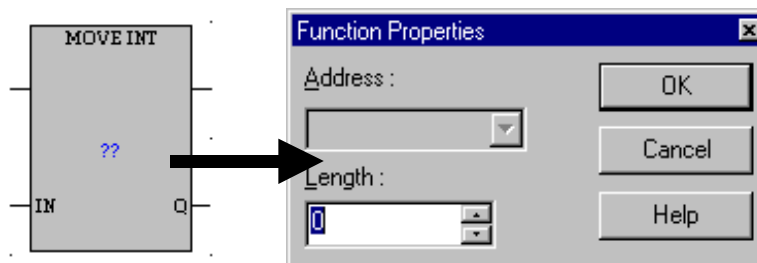 MOVE INT
??
IN Q
Function Properties
Address :
Length :
0
OK
Cancel
Help